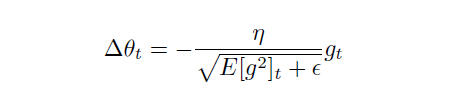 Δθ_t = − η / √(E[g²]_t + ϵ) g_t